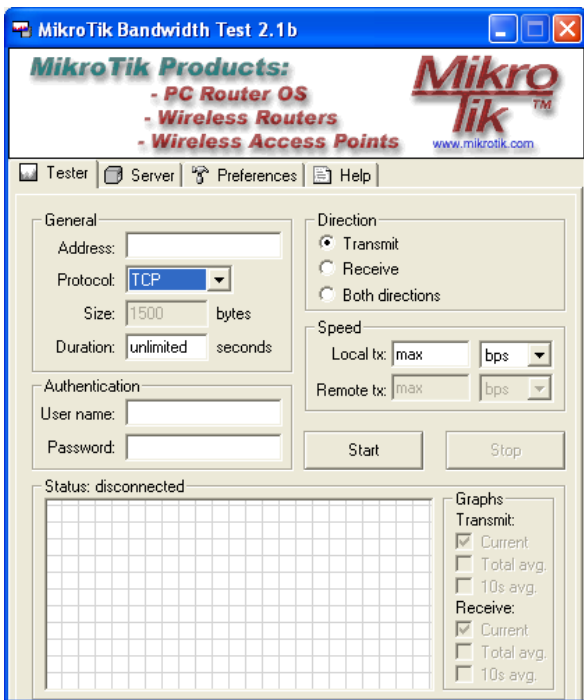 MikroTik Bandwidth Test 2.1b
MikroTik Products:
- PC Router OS
- Wireless Routers
- Wireless Access Points
Mikro
Tik TM
www.mikrotik.com
Tester Server Preferences Help
General
Address:
Protocol: TCP
Size: 1500 bytes
Duration: unlimited seconds
Authentication
User name:
Password:
Direction
Transmit
Receive
Both directions
Speed
Local tx: max bps
Remote tx: max bps
Start Stop
Status: disconnected
Graphs
Transmit:
Current
Total avg.
10s avg.
Receive:
Current
Total avg.
10s avg.